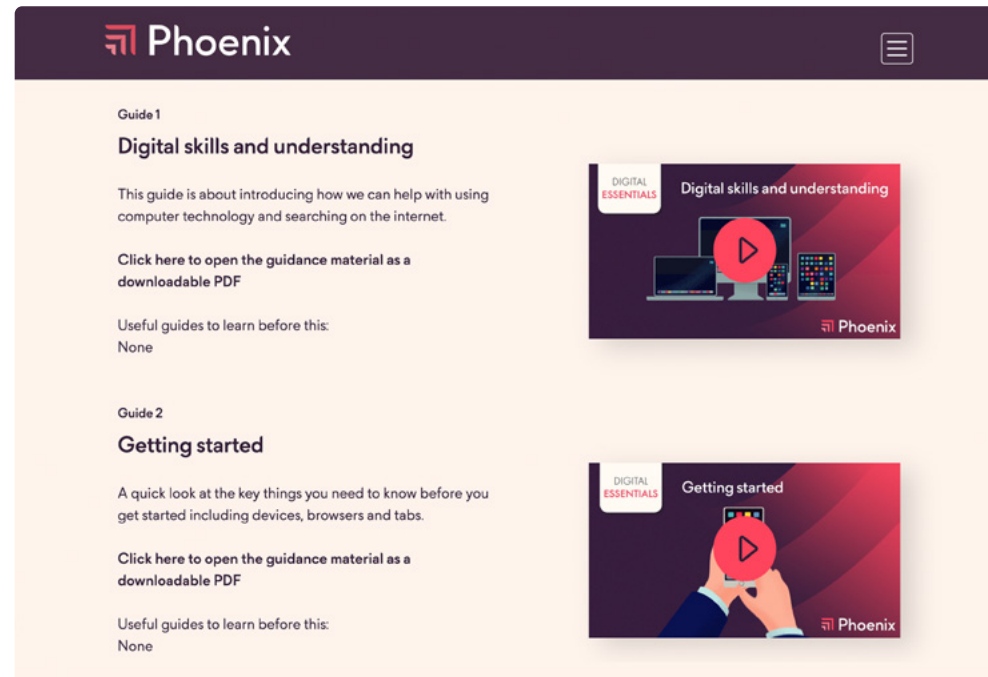 Phoenix
Guide 1
Digital skills and understanding
This guide is about introducing how we can help with using
computer technology and searching on the internet.
Click here to open the guidance material as a
downloadable PDF
Useful guides to learn before this:
None
DIGITAL
ESSENTIALS
Digital skills and understanding
Phoenix
Guide 2
Getting started
A quick look at the key things you need to know before you
get started including devices, browsers and tabs.
Click here to open the guidance material as a
downloadable PDF
Useful guides to learn before this:
None
DIGITAL
ESSENTIALS
Getting started
Phoenix